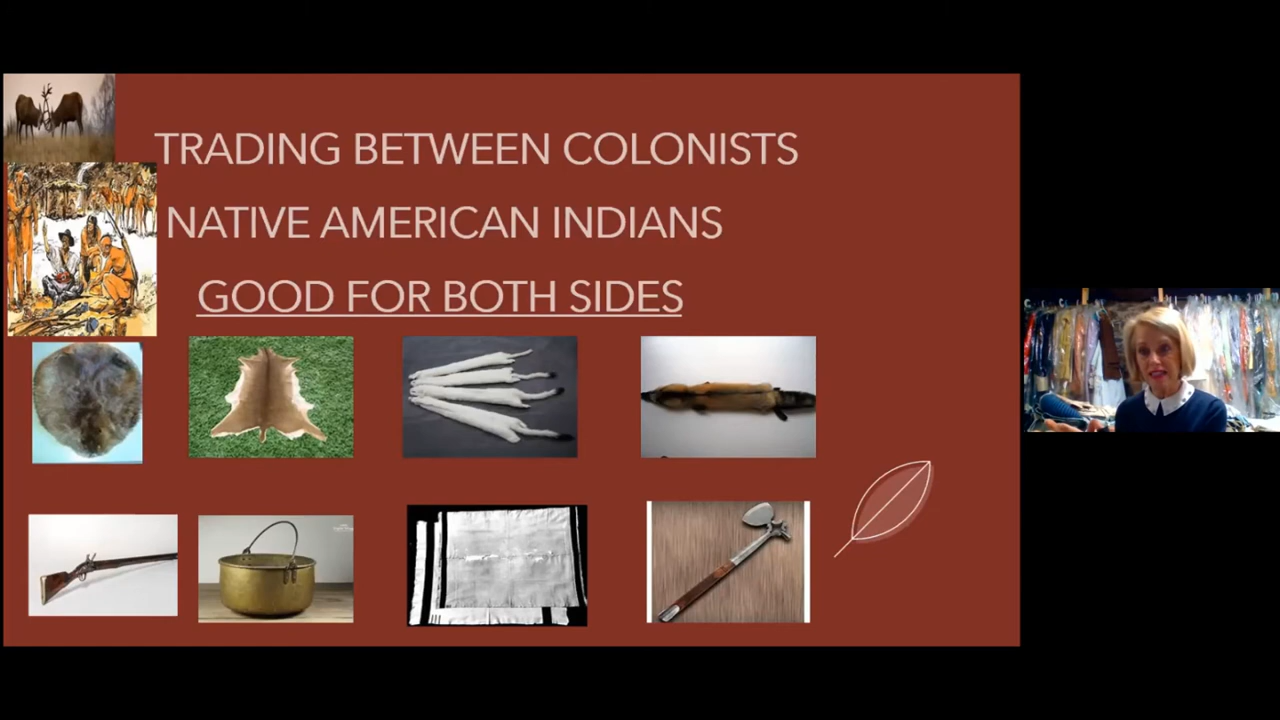 TRADING BETWEEN COLONISTS
NATIVE AMERICAN INDIANS
GOOD FOR BOTH SIDES